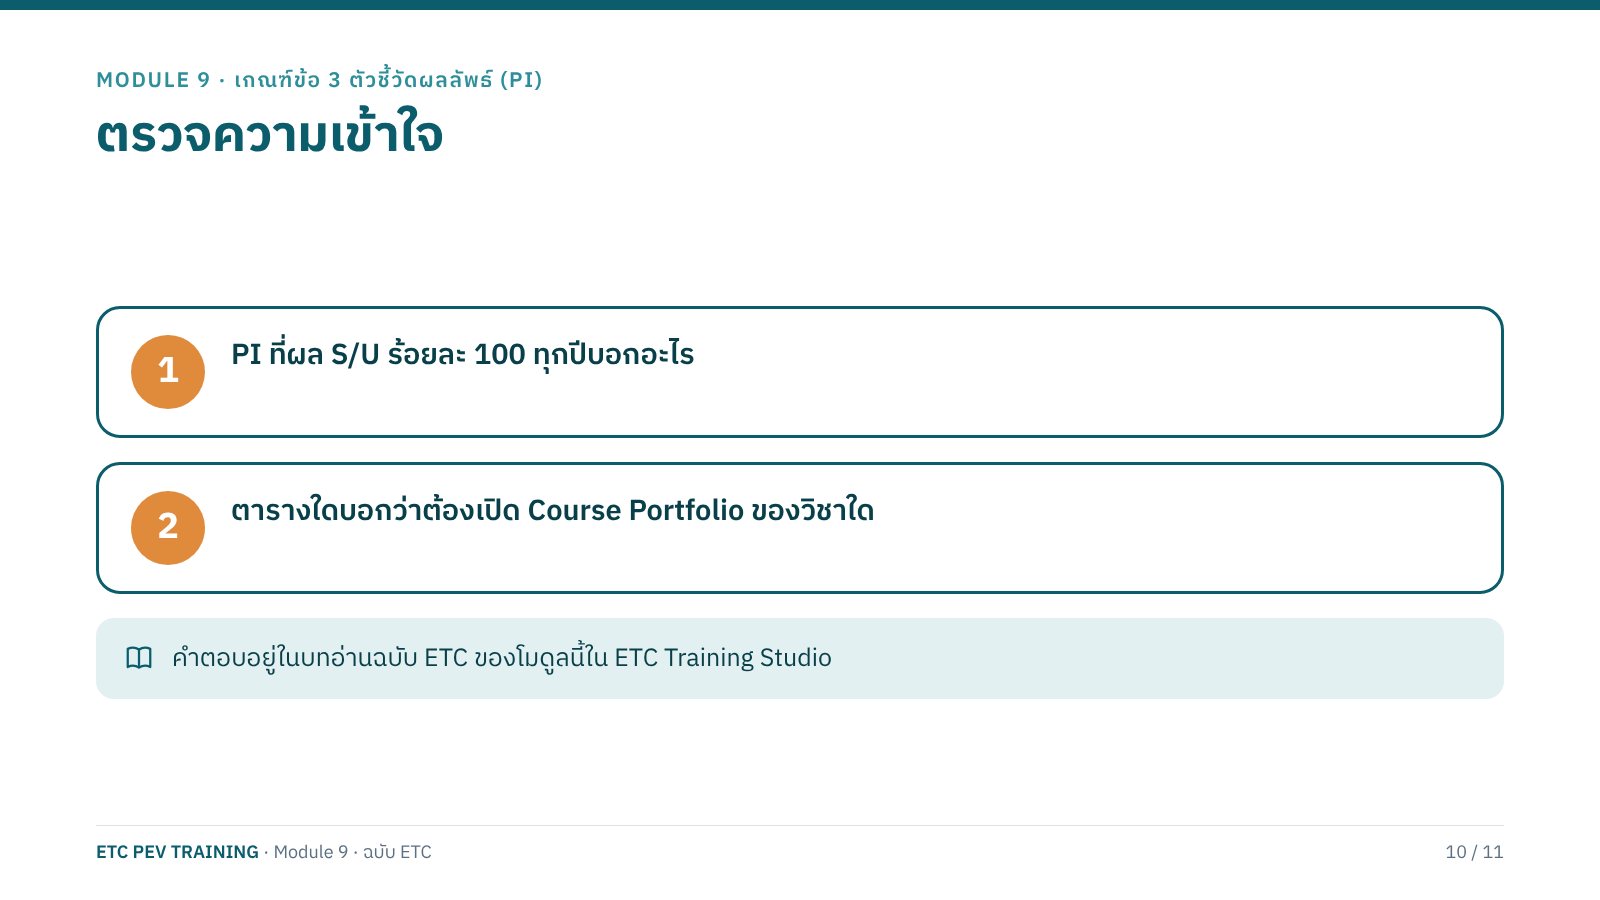 MODULE 9 · เกณฑ์ข้อ 3 ตัวชี้วัดผลลัพธ์ (PI)
ตรวจความเข้าใจ
1
PI ที่ผล S/U ร้อยละ 100 ทุกปีบอกอะไร
2
ตารางใดบอกว่าต้องเปิด Course Portfolio ของวิชาใด
คำตอบอยู่ในบทอ่านฉบับ ETC ของโมดูลนี้ใน ETC Training Studio
ETC PEV TRAINING · Module 9 · ฉบับ ETC
10 / 11